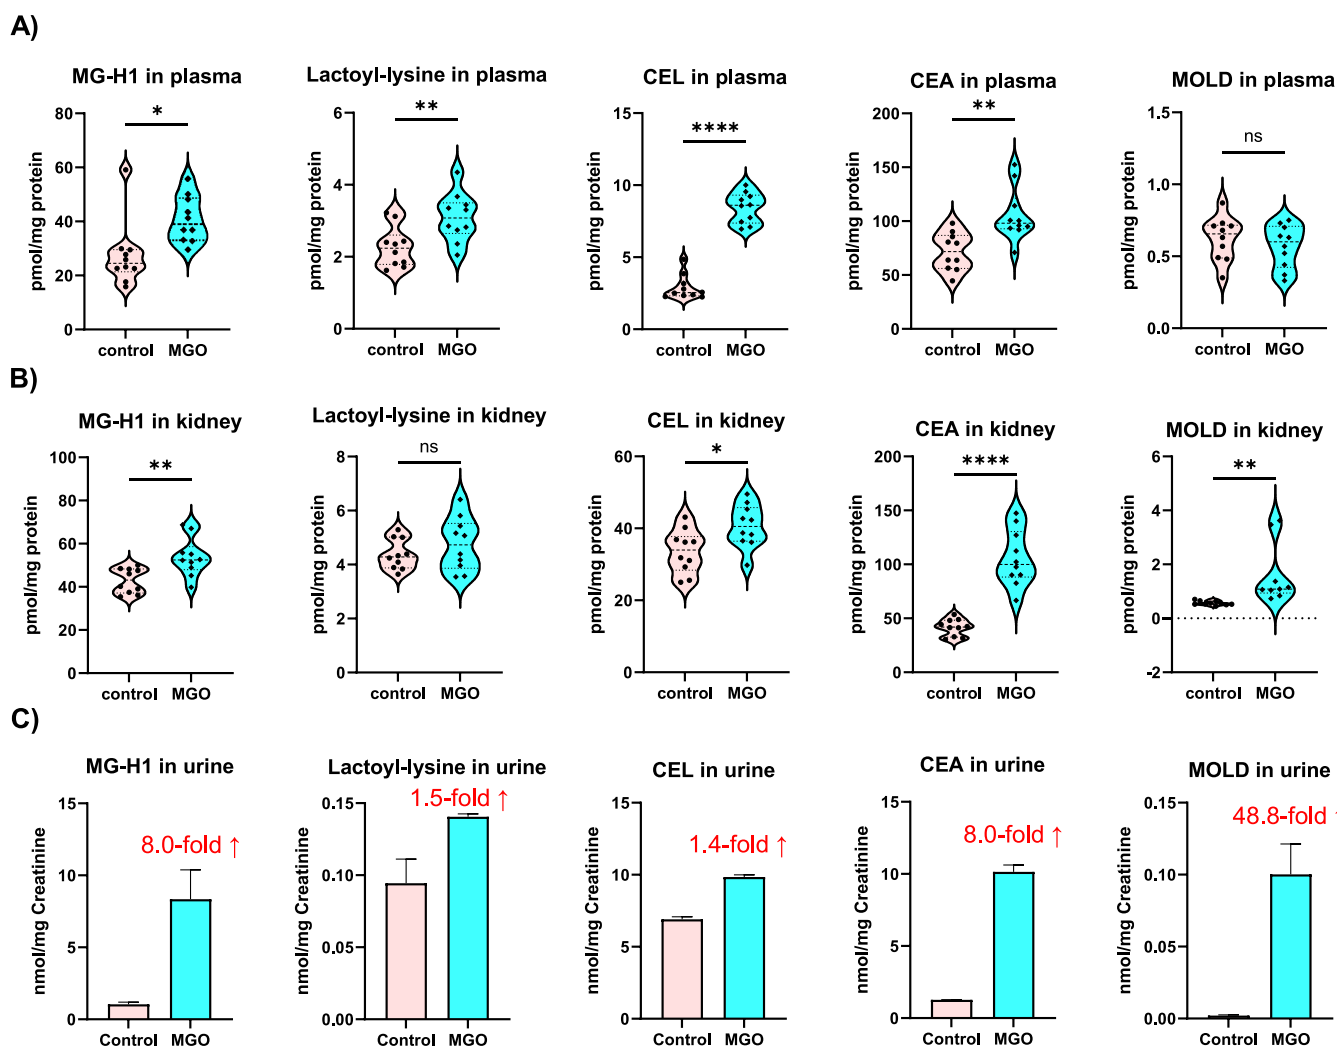 A)
MG-H1 in plasma
Lactoyl-lysine in plasma
CEL in plasma
CEA in plasma
MOLD in plasma
pmol/mg protein
80
60
40
20
0
*
control
MGO
pmol/mg protein
6
4
2
0
**
control
MGO
pmol/mg protein
15
10
5
0
****
control
MGO
pmol/mg protein
200
150
100
50
0
**
control
MGO
pmol/mg protein
1.5
1.0
0.5
0.0
ns
control
MGO
B)
MG-H1 in kidney
Lactoyl-lysine in kidney
CEL in kidney
CEA in kidney
MOLD in kidney
pmol/mg protein
100
80
60
40
20
0
**
control
MGO
pmol/mg protein
8
6
4
2
0
ns
control
MGO
pmol/mg protein
60
40
20
0
*
control
MGO
pmol/mg protein
200
150
100
50
0
****
control
MGO
pmol/mg protein
6
4
2
0
-2
**
control
MGO
C)
MG-H1 in urine
Lactoyl-lysine in urine
CEL in urine
CEA in urine
MOLD in urine
nmol/mg Creatinine
15
10
5
0
8.0-fold ↑
Control
MGO
nmol/mg Creatinine
0.15
0.10
0.05
0.00
1.5-fold ↑
Control
MGO
nmol/mg Creatinine
15
10
5
0
1.4-fold ↑
Control
MGO
nmol/mg Creatinine
15
10
5
0
8.0-fold ↑
Control
MGO
nmol/mg Creatinine
0.15
0.10
0.05
0.00
48.8-fold ↑
Control
MGO